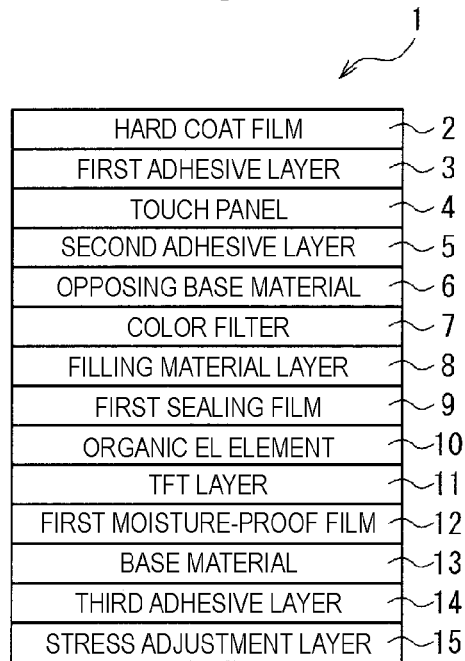 1
HARD COAT FILM 2
FIRST ADHESIVE LAYER 3
TOUCH PANEL 4
SECOND ADHESIVE LAYER 5
OPPOSING BASE MATERIAL 6
COLOR FILTER 7
FILLING MATERIAL LAYER 8
FIRST SEALING FILM 9
ORGANIC EL ELEMENT 10
TFT LAYER 11
FIRST MOISTURE-PROOF FILM 12
BASE MATERIAL 13
THIRD ADHESIVE LAYER 14
STRESS ADJUSTMENT LAYER 15